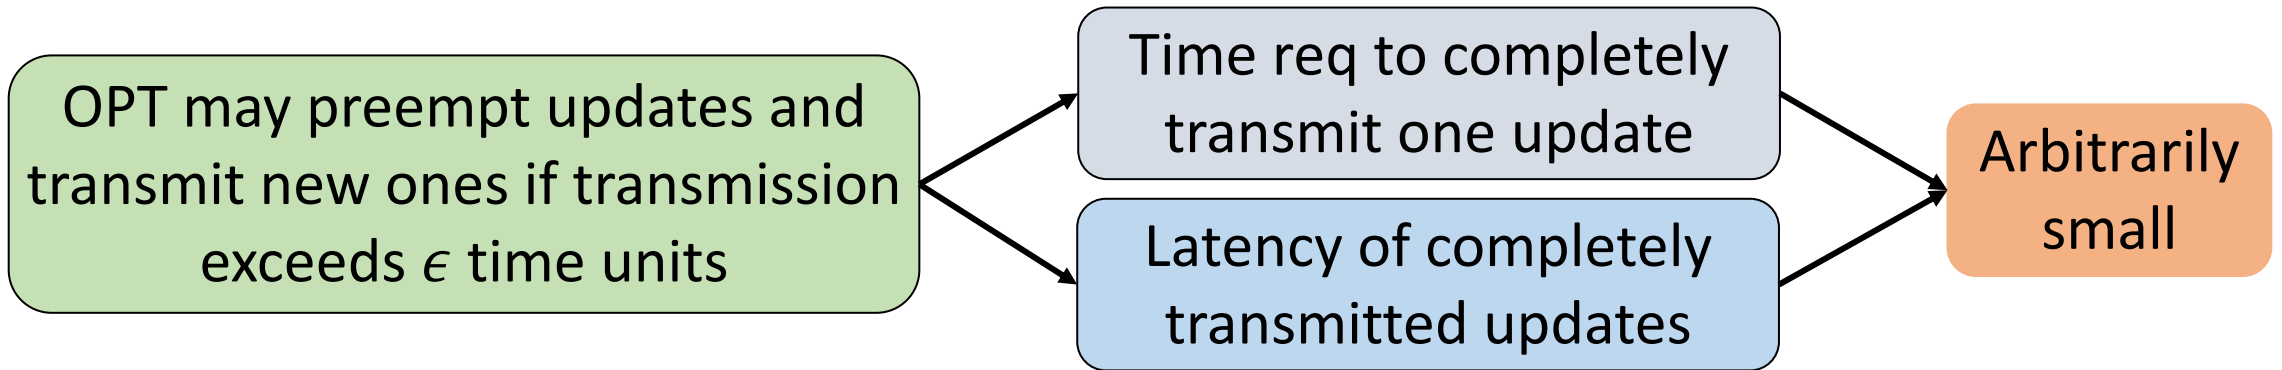 OPT may preempt updates and
transmit new ones if transmission
exceeds ϵ time units
Time req to completely
transmit one update
Latency of completely
transmitted updates
Arbitrarily
small